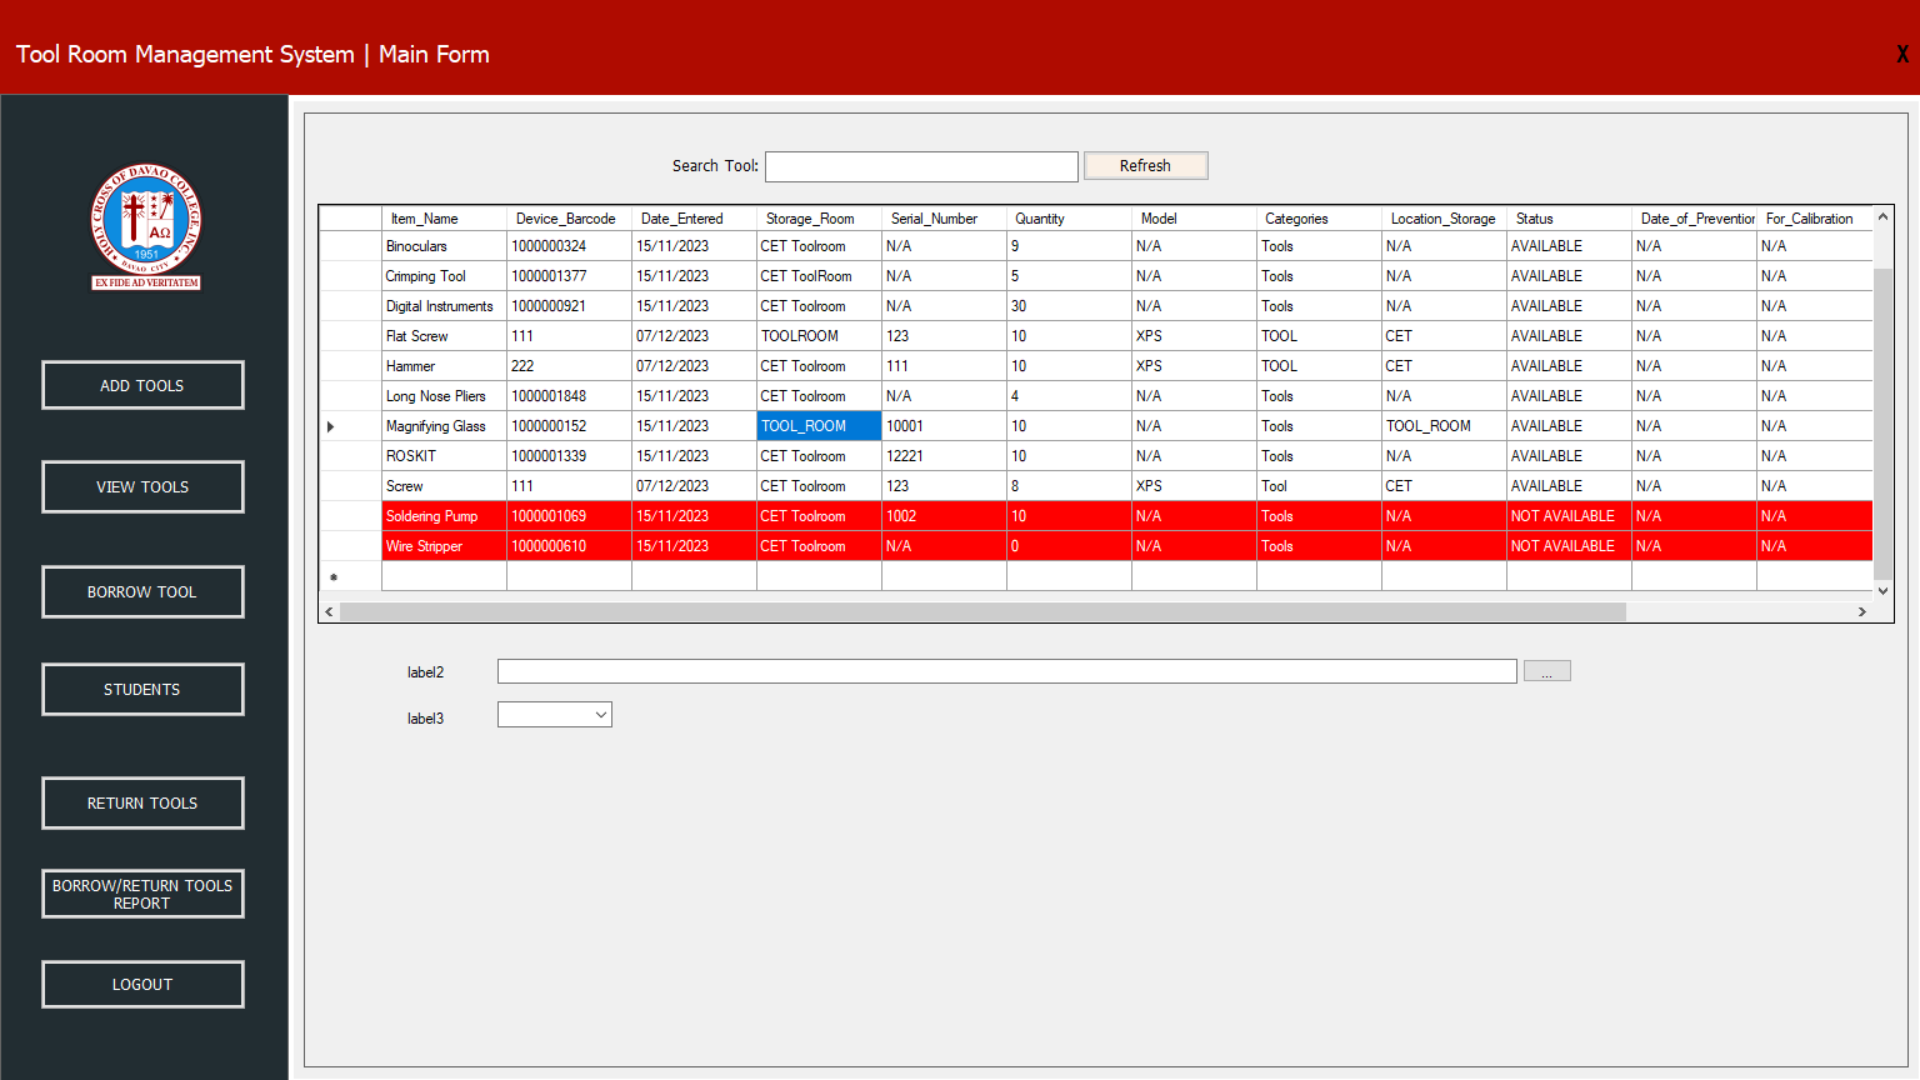 Tool Room Management System | Main Form
X
HOLY CROSS OF DAVAO COLLEGE, INC.
ΑΩ
1951
DAVAO CITY
EX FIDE AD VERITATEM
ADD TOOLS
VIEW TOOLS
BORROW TOOL
STUDENTS
RETURN TOOLS
BORROW/RETURN TOOLS
REPORT
LOGOUT
Search Tool:
Refresh
Item_Name Device_Barcode Date_Entered Storage_Room Serial_Number Quantity Model Categories Location_Storage Status Date_of_Prevention For_Calibration
Binoculars 1000000324 15/11/2023 CET Toolroom N/A 9 N/A Tools N/A AVAILABLE N/A N/A
Crimping Tool 1000001377 15/11/2023 CET ToolRoom N/A 5 N/A Tools N/A AVAILABLE N/A N/A
Digital Instruments 1000000921 15/11/2023 CET Toolroom N/A 30 N/A Tools N/A AVAILABLE N/A N/A
Flat Screw 111 07/12/2023 TOOLROOM 123 10 XPS TOOL CET AVAILABLE N/A N/A
Hammer 222 07/12/2023 CET Toolroom 111 10 XPS TOOL CET AVAILABLE N/A N/A
Long Nose Pliers 1000001848 15/11/2023 CET Toolroom N/A 4 N/A Tools N/A AVAILABLE N/A N/A
Magnifying Glass 1000000152 15/11/2023 TOOL_ROOM 10001 10 N/A Tools TOOL_ROOM AVAILABLE N/A N/A
ROSKIT 1000001339 15/11/2023 CET Toolroom 12221 10 N/A Tools N/A AVAILABLE N/A N/A
Screw 111 07/12/2023 CET Toolroom 123 8 XPS Tool CET AVAILABLE N/A N/A
Soldering Pump 1000001069 15/11/2023 CET Toolroom 1002 10 N/A Tools N/A NOT AVAILABLE N/A N/A
Wire Stripper 1000000610 15/11/2023 CET Toolroom N/A 0 N/A Tools N/A NOT AVAILABLE N/A N/A
label2
...
label3